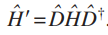 Ĥ′ = D̂ĤD̂†.